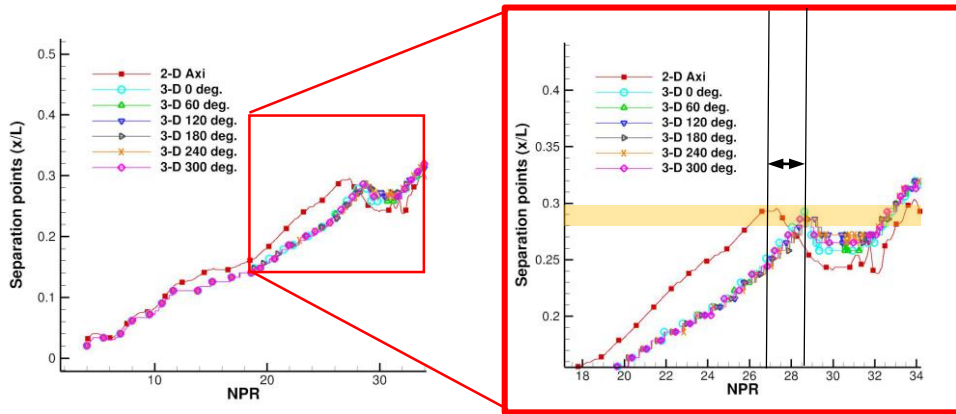 0.5
0.4
0.3
0.2
0.1
0
Separation points (x/L)
10
20
30
NPR
2-D Axi
3-D 0 deg.
3-D 60 deg.
3-D 120 deg.
3-D 180 deg.
3-D 240 deg.
3-D 300 deg.
0.4
0.35
0.3
0.25
0.2
Separation points (x/L)
18
20
22
24
26
28
30
32
34
NPR
2-D Axi
3-D 0 deg.
3-D 60 deg.
3-D 120 deg.
3-D 180 deg.
3-D 240 deg.
3-D 300 deg.